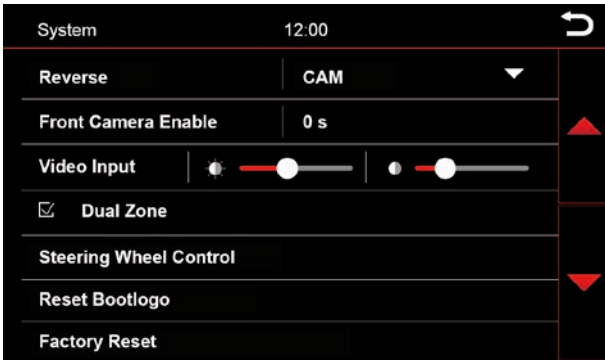 System 12:00
Reverse CAM
Front Camera Enable 0 s
Video Input
Dual Zone
Steering Wheel Control
Reset Bootlogo
Factory Reset